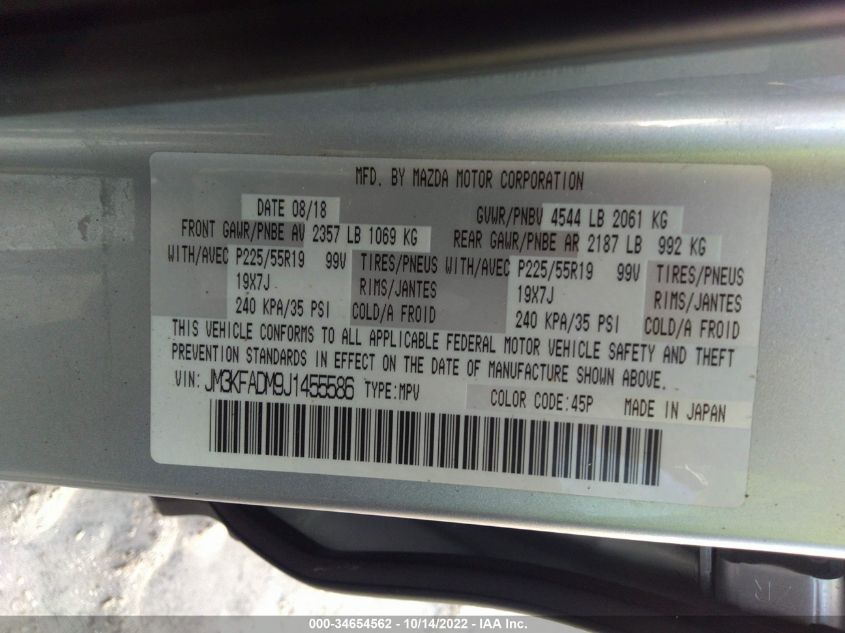 MFD. BY MAZDA MOTOR CORPORATION
DATE 08/18 GVWR/PNBV 4544 LB 2061 KG
FRONT GAWR/PNBE AV 2357 LB 1069 KG REAR GAWR/PNBE AR 2187 LB 992 KG
WITH/AVEC P225/55R19 99V TIRES/PNEUS WITH/AVEC P225/55R19 99V TIRES/PNEUS
19X7J RIMS/JANTES 19X7J RIMS/JANTES
240 KPA/35 PSI COLD/A FROID 240 KPA/35 PSI COLD/A FROID
THIS VEHICLE CONFORMS TO ALL APPLICABLE FEDERAL MOTOR VEHICLE SAFETY AND THEFT
PREVENTION STANDARDS IN EFFECT ON THE DATE OF MANUFACTURE SHOWN ABOVE.
VIN: JM3KFADM9J1455586 TYPE:MPV COLOR CODE:45P MADE IN JAPAN
000-34654562 - 10/14/2022 - IAA Inc.